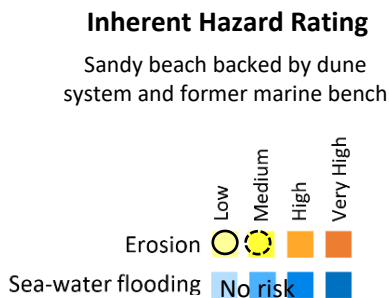 Inherent Hazard Rating
Sandy beach backed by dune
system and former marine bench
Low
Medium
High
Very High
Erosion
Sea-water flooding
No risk